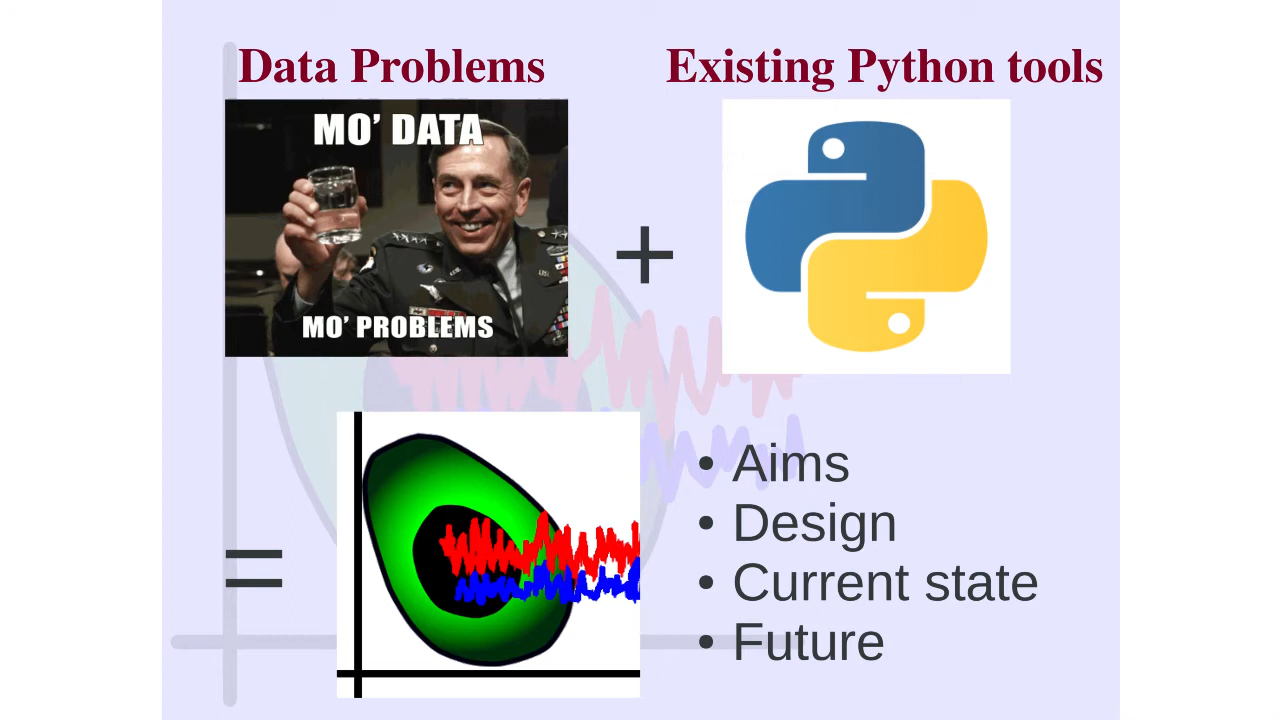 Data Problems
Existing Python tools
MO' DATA
MO' PROBLEMS
+
=
• Aims
• Design
• Current state
• Future